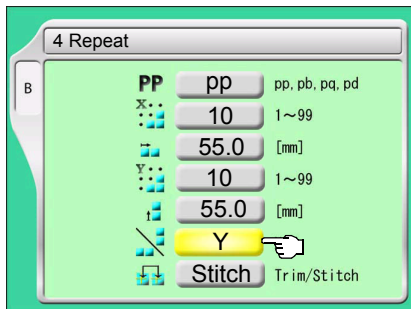 4 Repeat
B
PP pp pp, pb, pq, pd
X 10 1~99
55.0 [mm]
Y 10 1~99
55.0 [mm]
Y
Stitch Trim/Stitch